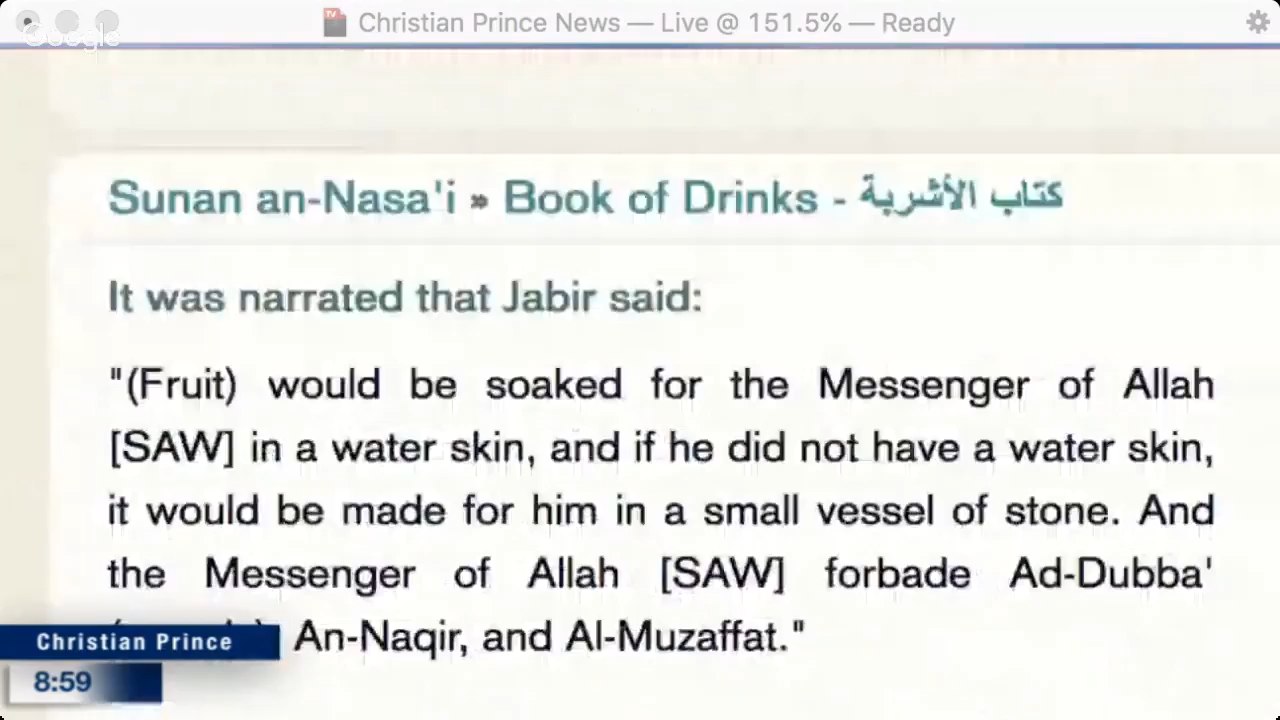 Christian Prince News — Live @ 151.5% — Ready
Google
Sunan an-Nasa'i » Book of Drinks - كتاب الأشربة
It was narrated that Jabir said:
"(Fruit) would be soaked for the Messenger of Allah
[SAW] in a water skin, and if he did not have a water skin,
it would be made for him in a small vessel of stone. And
the Messenger of Allah [SAW] forbade Ad-Dubba'
An-Naqir, and Al-Muzaffat."
Christian Prince
8:59